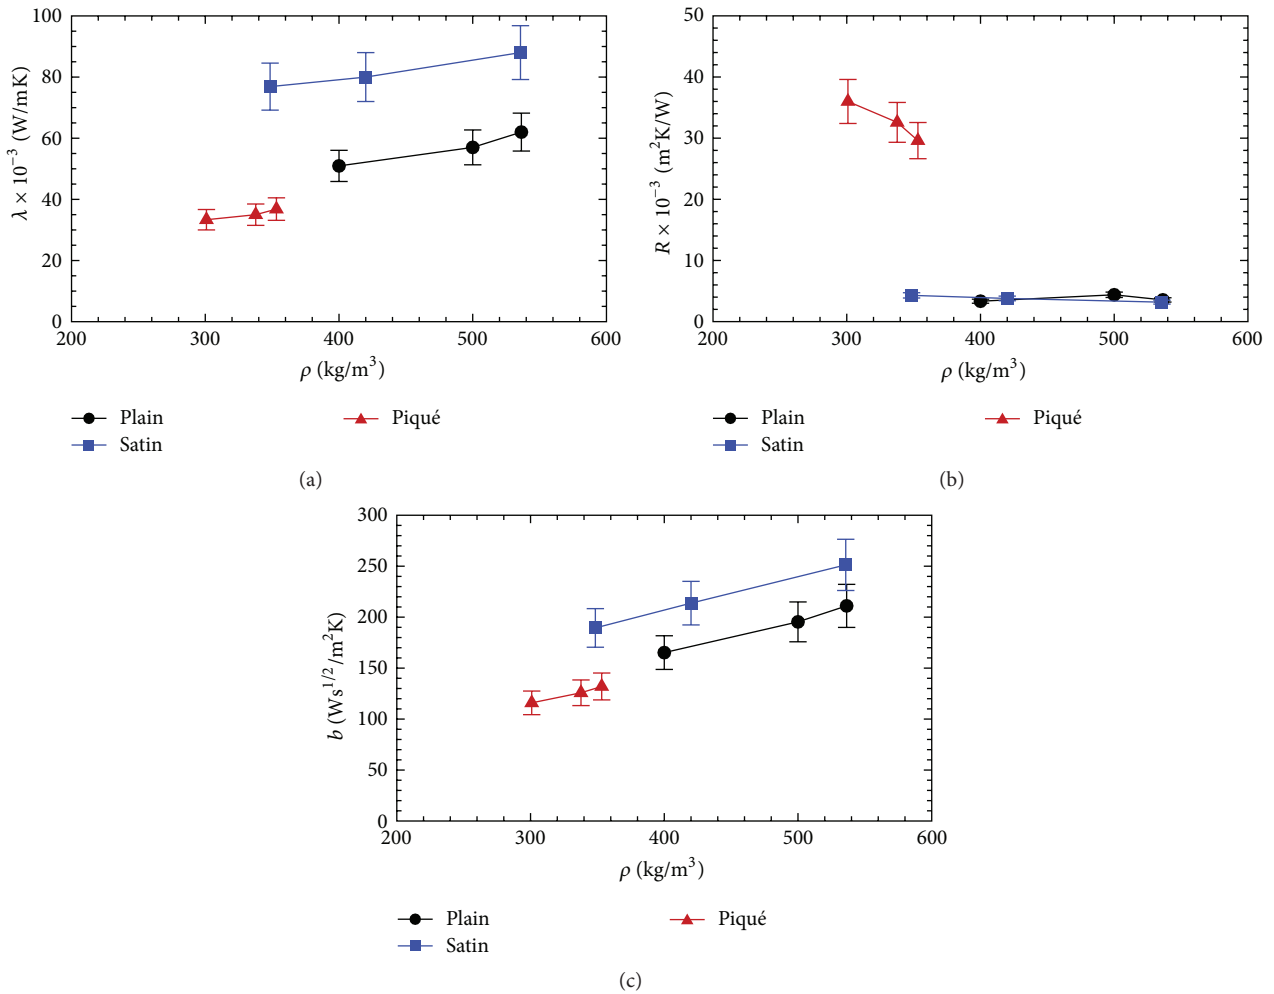 100
80
60
40
20
0
200 300 400 500 600
λ × 10⁻³ (W/mK)
ρ (kg/m³)
Plain
Satin
Piqué
(a)
50
40
30
20
10
0
200 300 400 500 600
R × 10⁻³ (m²K/W)
ρ (kg/m³)
Plain
Satin
Piqué
(b)
300
250
200
150
100
50
0
200 300 400 500 600
b (Ws¹ᐟ²/m²K)
ρ (kg/m³)
Plain
Satin
Piqué
(c)